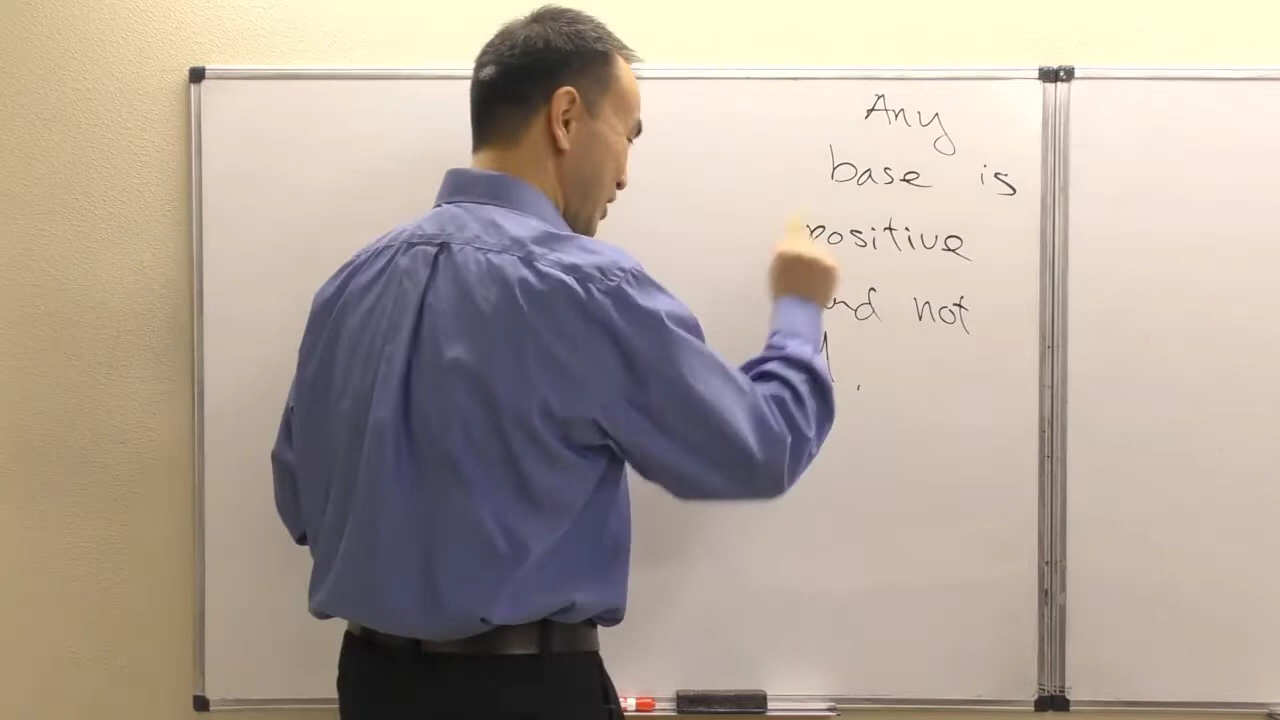 Any
base is
positive
and not
1.